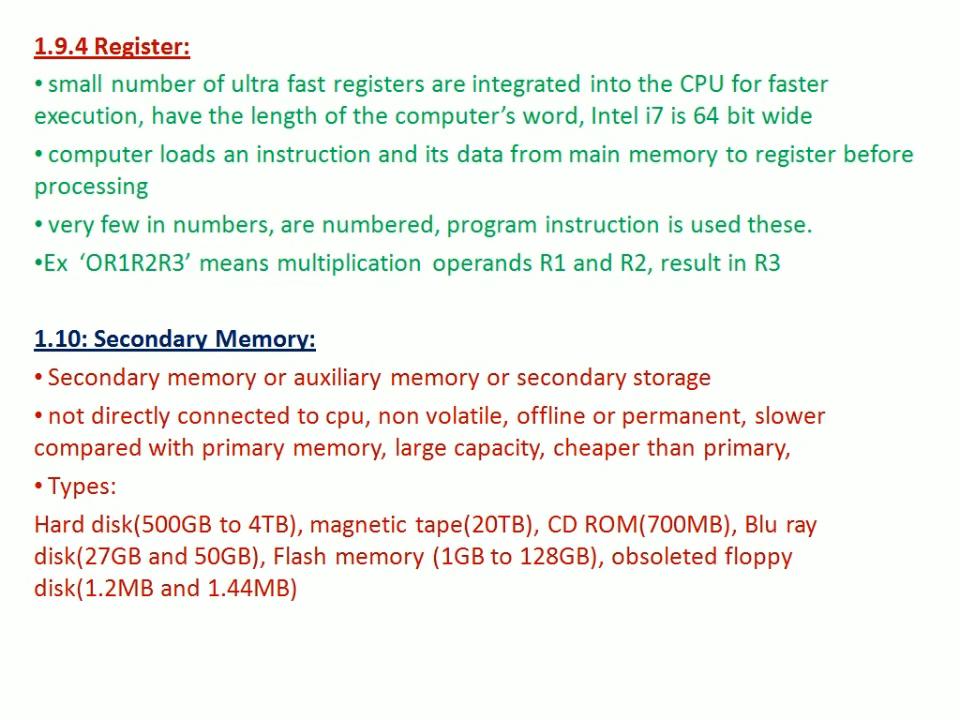 1.9.4 Register:
• small number of ultra fast registers are integrated into the CPU for faster
execution, have the length of the computer's word, Intel i7 is 64 bit wide
• computer loads an instruction and its data from main memory to register before
processing
• very few in numbers, are numbered, program instruction is used these.
•Ex ‘OR1R2R3’ means multiplication operands R1 and R2, result in R3
1.10: Secondary Memory:
• Secondary memory or auxiliary memory or secondary storage
• not directly connected to cpu, non volatile, offline or permanent, slower
compared with primary memory, large capacity, cheaper than primary,
• Types:
Hard disk(500GB to 4TB), magnetic tape(20TB), CD ROM(700MB), Blu ray
disk(27GB and 50GB), Flash memory (1GB to 128GB), obsoleted floppy
disk(1.2MB and 1.44MB)